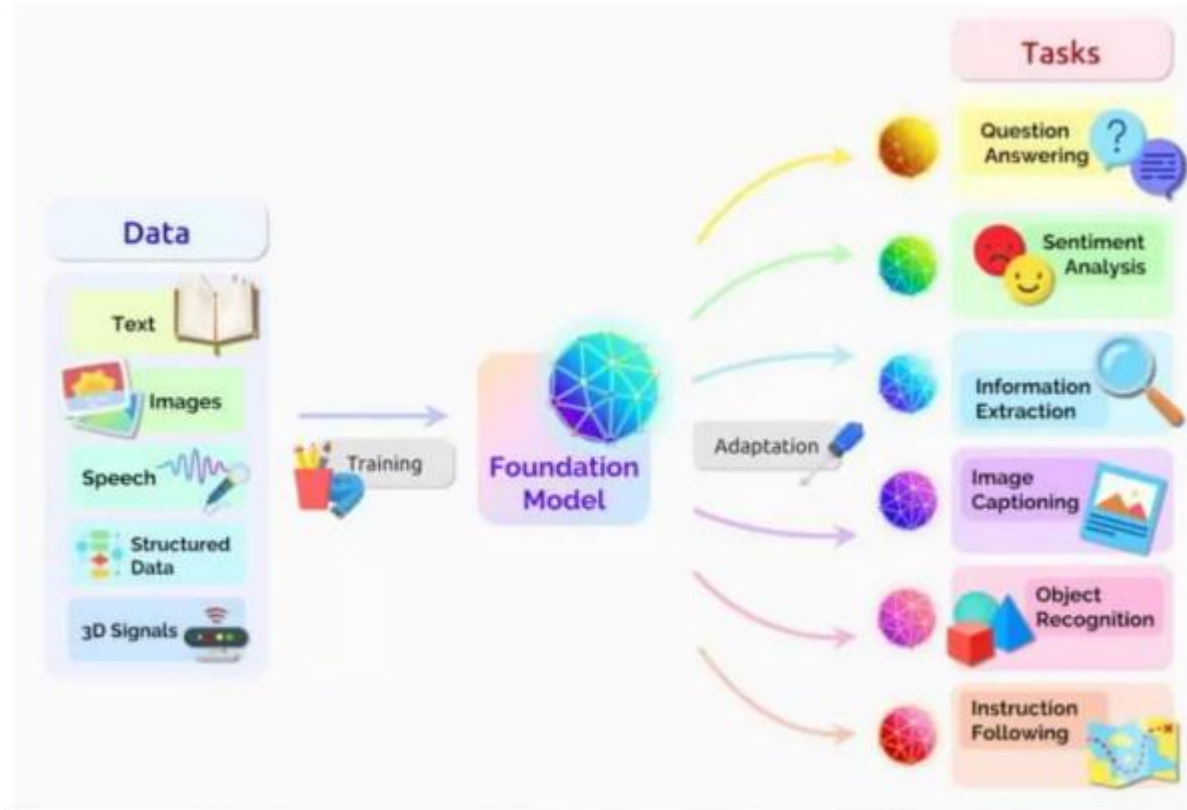 Tasks
Question
Answering
?
Sentiment
Analysis
Data
Text
Images
Information
Extraction
Speech
Training
Foundation
Model
Adaptation
Image
Captioning
Structured
Data
3D Signals
Object
Recognition
Instruction
Following